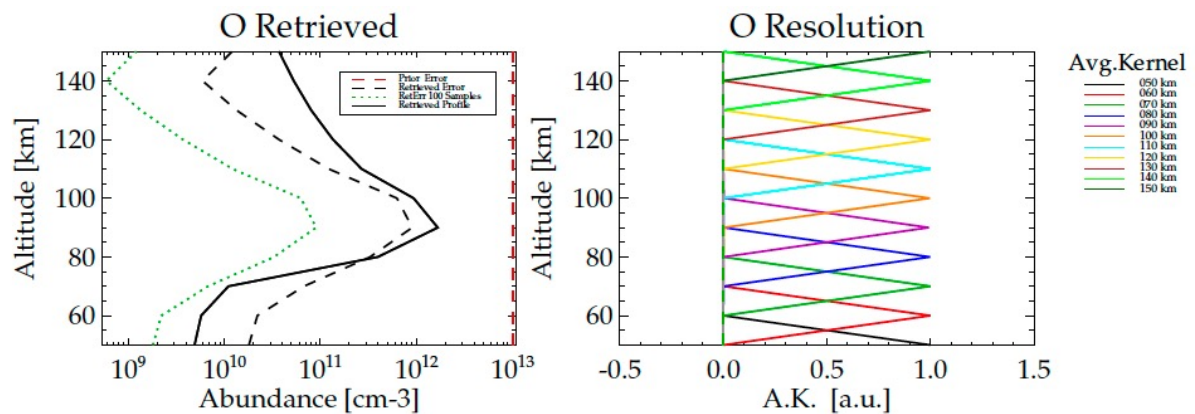 O Retrieved
140
120
100
80
60
Altitude [km]
10⁹ 10¹⁰ 10¹¹ 10¹² 10¹³
Abundance [cm-3]
Prior Error
Retrieved Error
RetErr 100 Samples
Retrieved Profile
O Resolution
140
120
100
80
60
Altitude [km]
-0.5 0.0 0.5 1.0 1.5
A.K. [a.u.]
Avg.Kernel
050 km
060 km
070 km
080 km
090 km
100 km
110 km
120 km
130 km
140 km
150 km